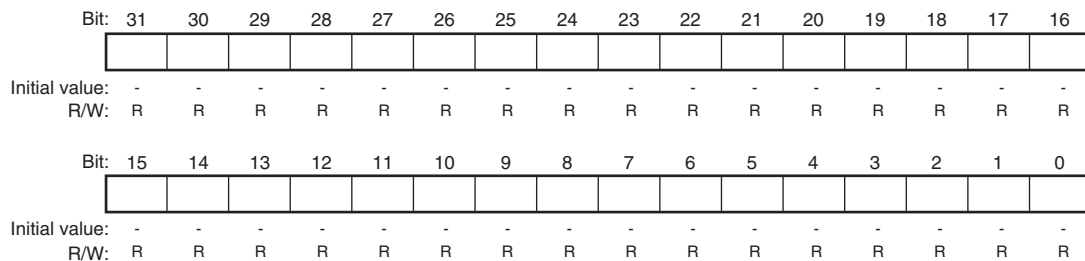 Bit: 31 30 29 28 27 26 25 24 23 22 21 20 19 18 17 16
Initial value: - - - - - - - - - - - - - - - -
R/W: R R R R R R R R R R R R R R R R
Bit: 15 14 13 12 11 10 9 8 7 6 5 4 3 2 1 0
Initial value: - - - - - - - - - - - - - - - -
R/W: R R R R R R R R R R R R R R R R